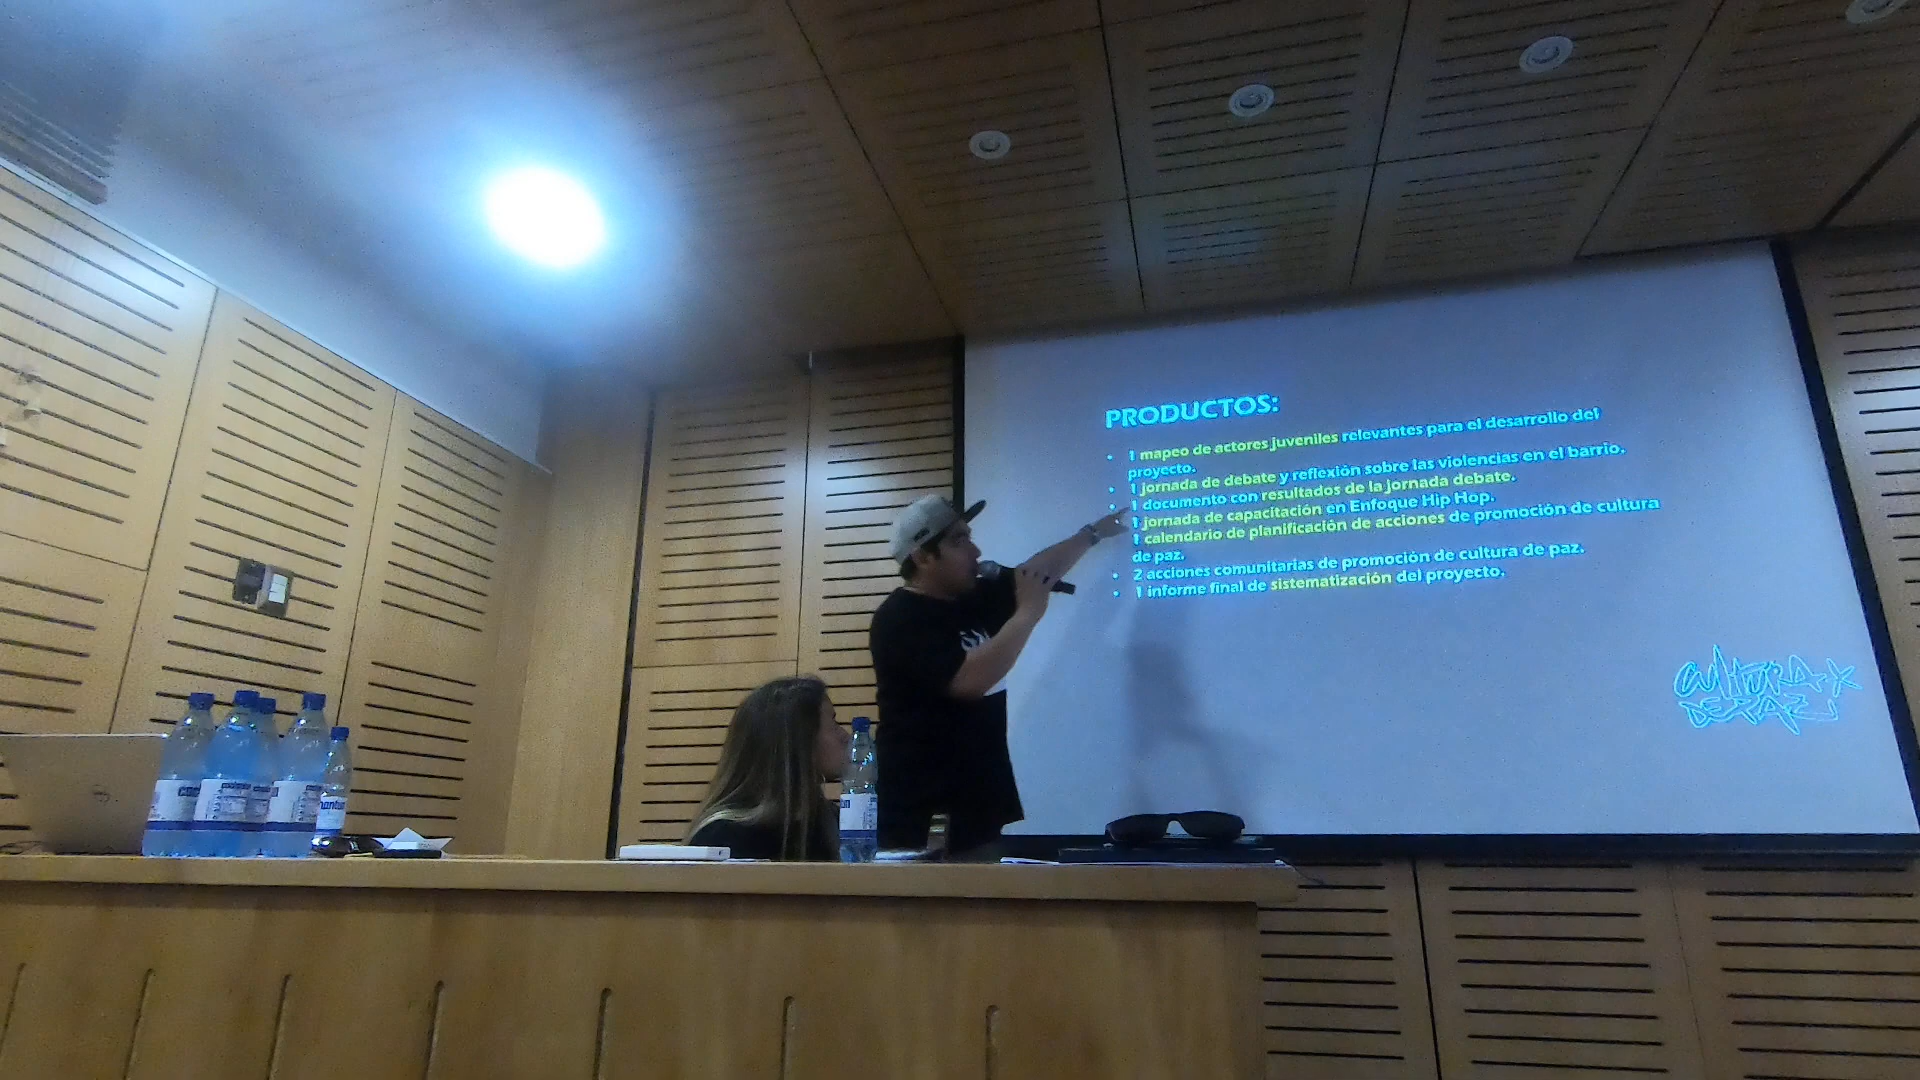 PRODUCTOS:
• 1 mapeo de actores juveniles relevantes para el desarrollo del
proyecto.
• 1 jornada de debate y reflexión sobre las violencias en el barrio.
• 1 documento con resultados de la jornada debate.
1 jornada de capacitación en Enfoque Hip Hop.
1 calendario de planificación de acciones de promoción de cultura
de paz.
• 2 acciones comunitarias de promoción de cultura de paz.
• 1 informe final de sistematización del proyecto.
CULTURA
DE PAZ